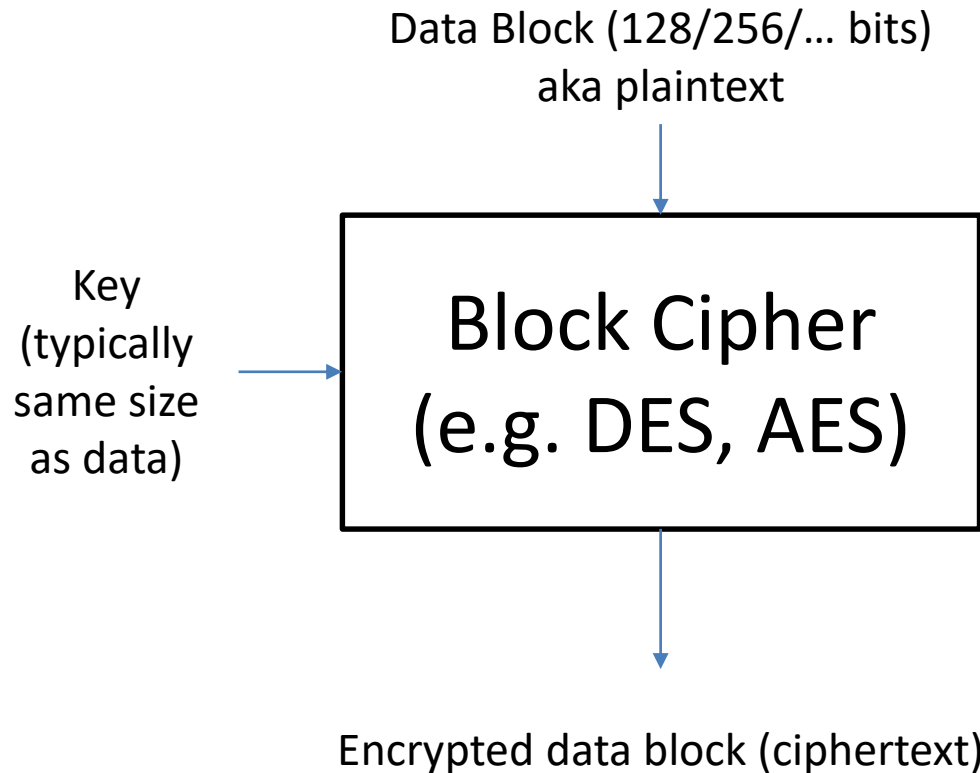 Data Block (128/256/… bits)
aka plaintext
Key
(typically
same size
as data)
Block Cipher
(e.g. DES, AES)
Encrypted data block (ciphertext)